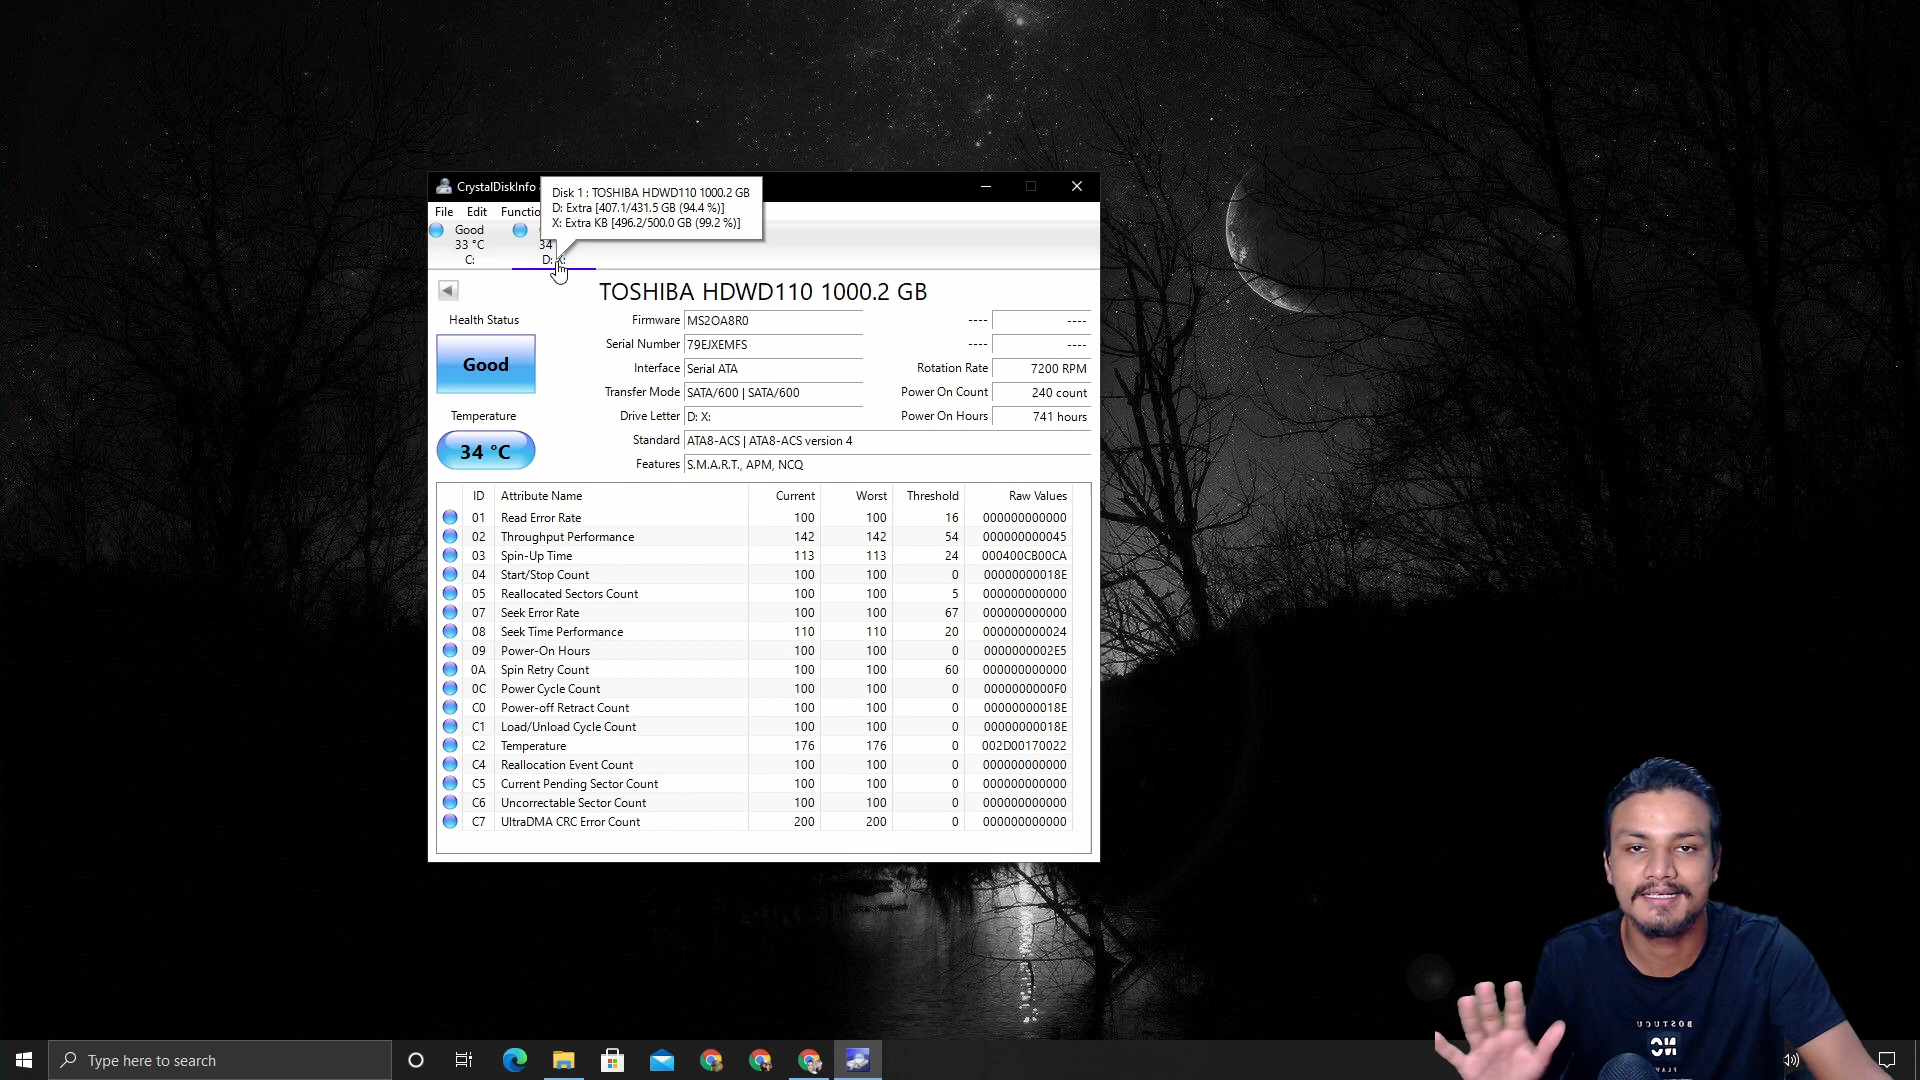 CrystalDiskInfo
Disk 1 : TOSHIBA HDWD110 1000.2 GB
D: Extra [407.1/431.5 GB (94.4 %)]
X: Extra KB [496.2/500.0 GB (99.2 %)]
File Edit Functio
Good
33 °C 34
C: D: X:
TOSHIBA HDWD110 1000.2 GB
Health Status
Good
Temperature
34 °C
Firmware MS2OA8R0 ---- ----
Serial Number 79EJXEMFS ---- ----
Interface Serial ATA Rotation Rate 7200 RPM
Transfer Mode SATA/600 | SATA/600 Power On Count 240 count
Drive Letter D: X: Power On Hours 741 hours
Standard ATA8-ACS | ATA8-ACS version 4
Features S.M.A.R.T., APM, NCQ
ID Attribute Name Current Worst Threshold Raw Values
01 Read Error Rate 100 100 16 000000000000
02 Throughput Performance 142 142 54 000000000045
03 Spin-Up Time 113 113 24 000400CB00CA
04 Start/Stop Count 100 100 0 00000000018E
05 Reallocated Sectors Count 100 100 5 000000000000
07 Seek Error Rate 100 100 67 000000000000
08 Seek Time Performance 110 110 20 000000000024
09 Power-On Hours 100 100 0 0000000002E5
0A Spin Retry Count 100 100 60 000000000000
0C Power Cycle Count 100 100 0 0000000000F0
C0 Power-off Retract Count 100 100 0 00000000018E
C1 Load/Unload Cycle Count 100 100 0 00000000018E
C2 Temperature 176 176 0 002D00170022
C4 Reallocation Event Count 100 100 0 000000000000
C5 Current Pending Sector Count 100 100 0 000000000000
C6 Uncorrectable Sector Count 100 100 0 000000000000
C7 UltraDMA CRC Error Count 200 200 0 000000000000
Type here to search